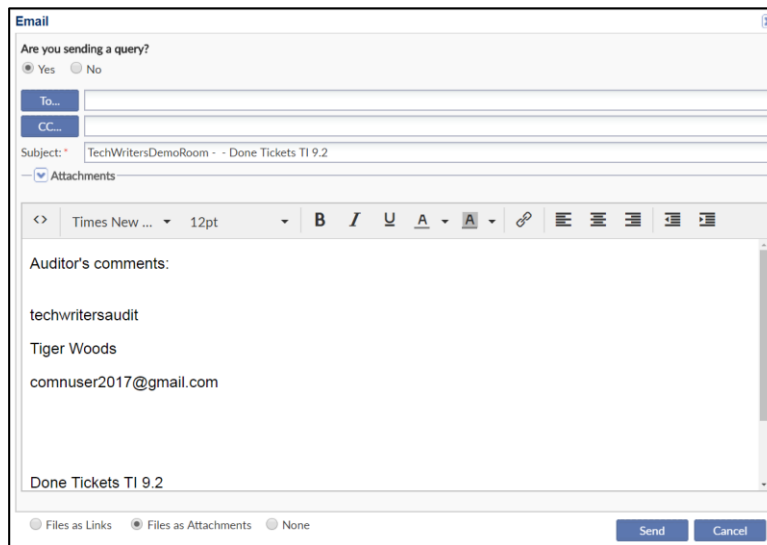 Email
Are you sending a query?
Yes No
To...
CC...
Subject: * TechWritersDemoRoom - - Done Tickets TI 9.2
Attachments
<> Times New ... 12pt B I U A A
Auditor's comments:
techwritersaudit
Tiger Woods
comnuser2017@gmail.com
Done Tickets TI 9.2
Files as Links Files as Attachments None
Send Cancel